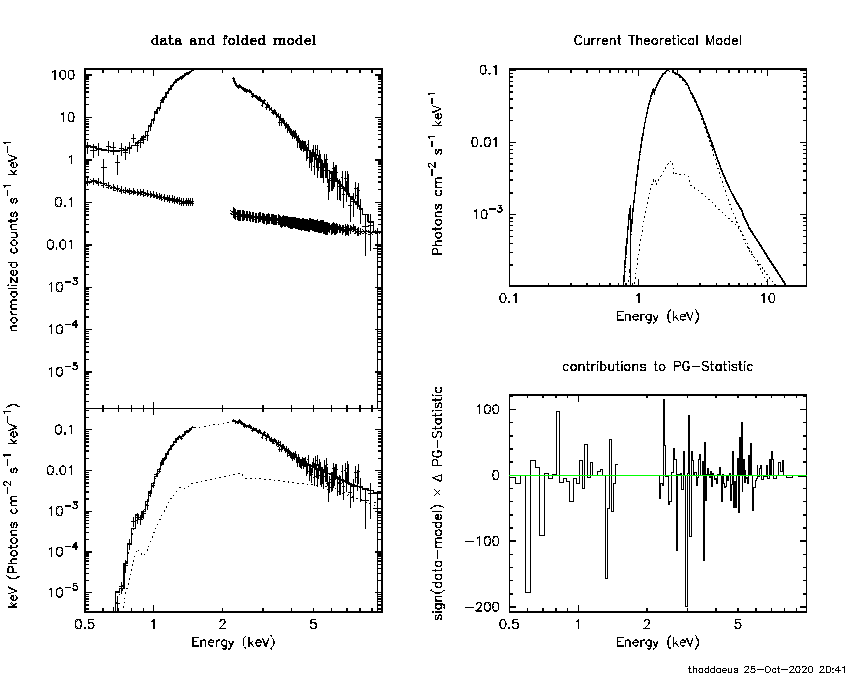 data and folded model
normalized counts s⁻¹ keV⁻¹
100
10
1
0.1
0.01
10⁻³
10⁻⁴
10⁻⁵
keV (Photons cm⁻² s⁻¹ keV⁻¹)
0.1
0.01
10⁻³
10⁻⁴
10⁻⁵
0.5 1 2 5
Energy (keV)
Current Theoretical Model
Photons cm⁻² s⁻¹ keV⁻¹
0.1
0.01
10⁻³
0.1 1 10
Energy (keV)
contributions to PG−Statistic
sign(data−model) × Δ PG−Statistic
100
0
−100
−200
0.5 1 2 5
Energy (keV)
thaddaeus 25−Oct−2020 20:41